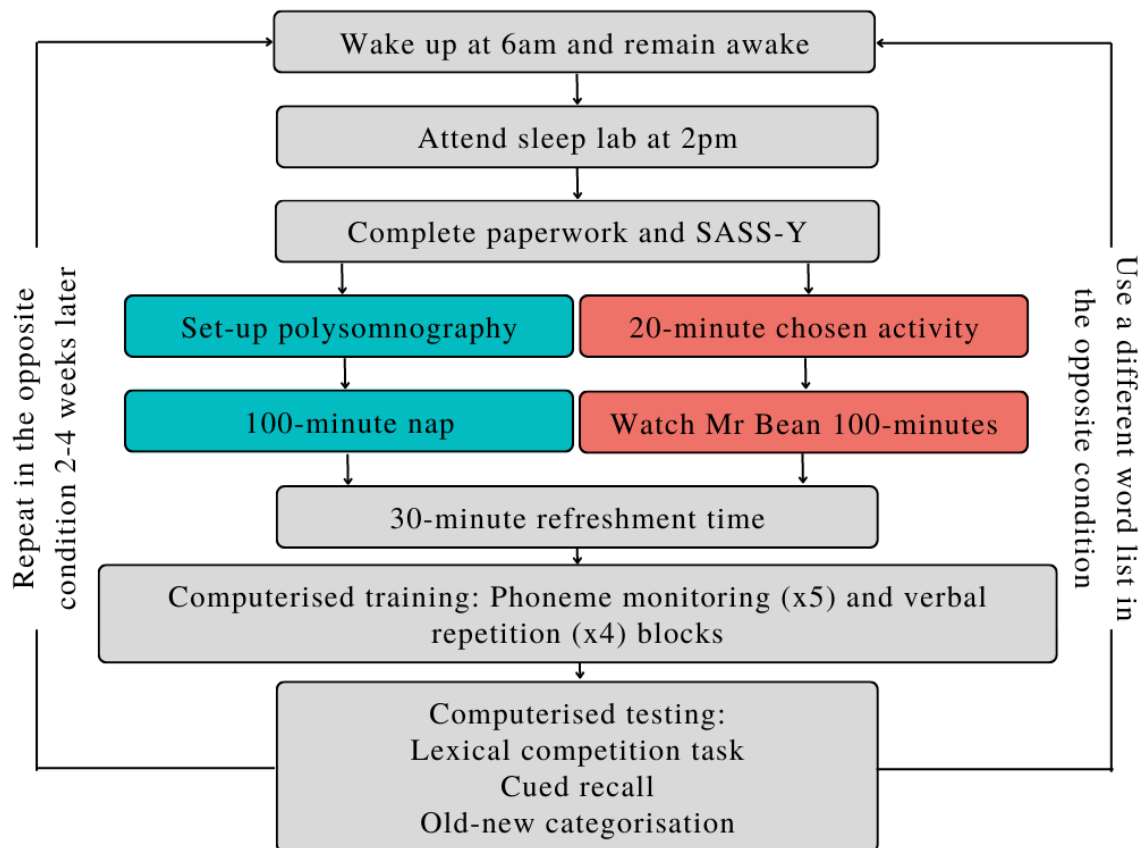 Wake up at 6am and remain awake
Attend sleep lab at 2pm
Complete paperwork and SASS-Y
Set-up polysomnography
20-minute chosen activity
100-minute nap
Watch Mr Bean 100-minutes
30-minute refreshment time
Computerised training: Phoneme monitoring (x5) and verbal
repetition (x4) blocks
Computerised testing:
Lexical competition task
Cued recall
Old-new categorisation
Repeat in the opposite
condition 2-4 weeks later
Use a different word list in
the opposite condition